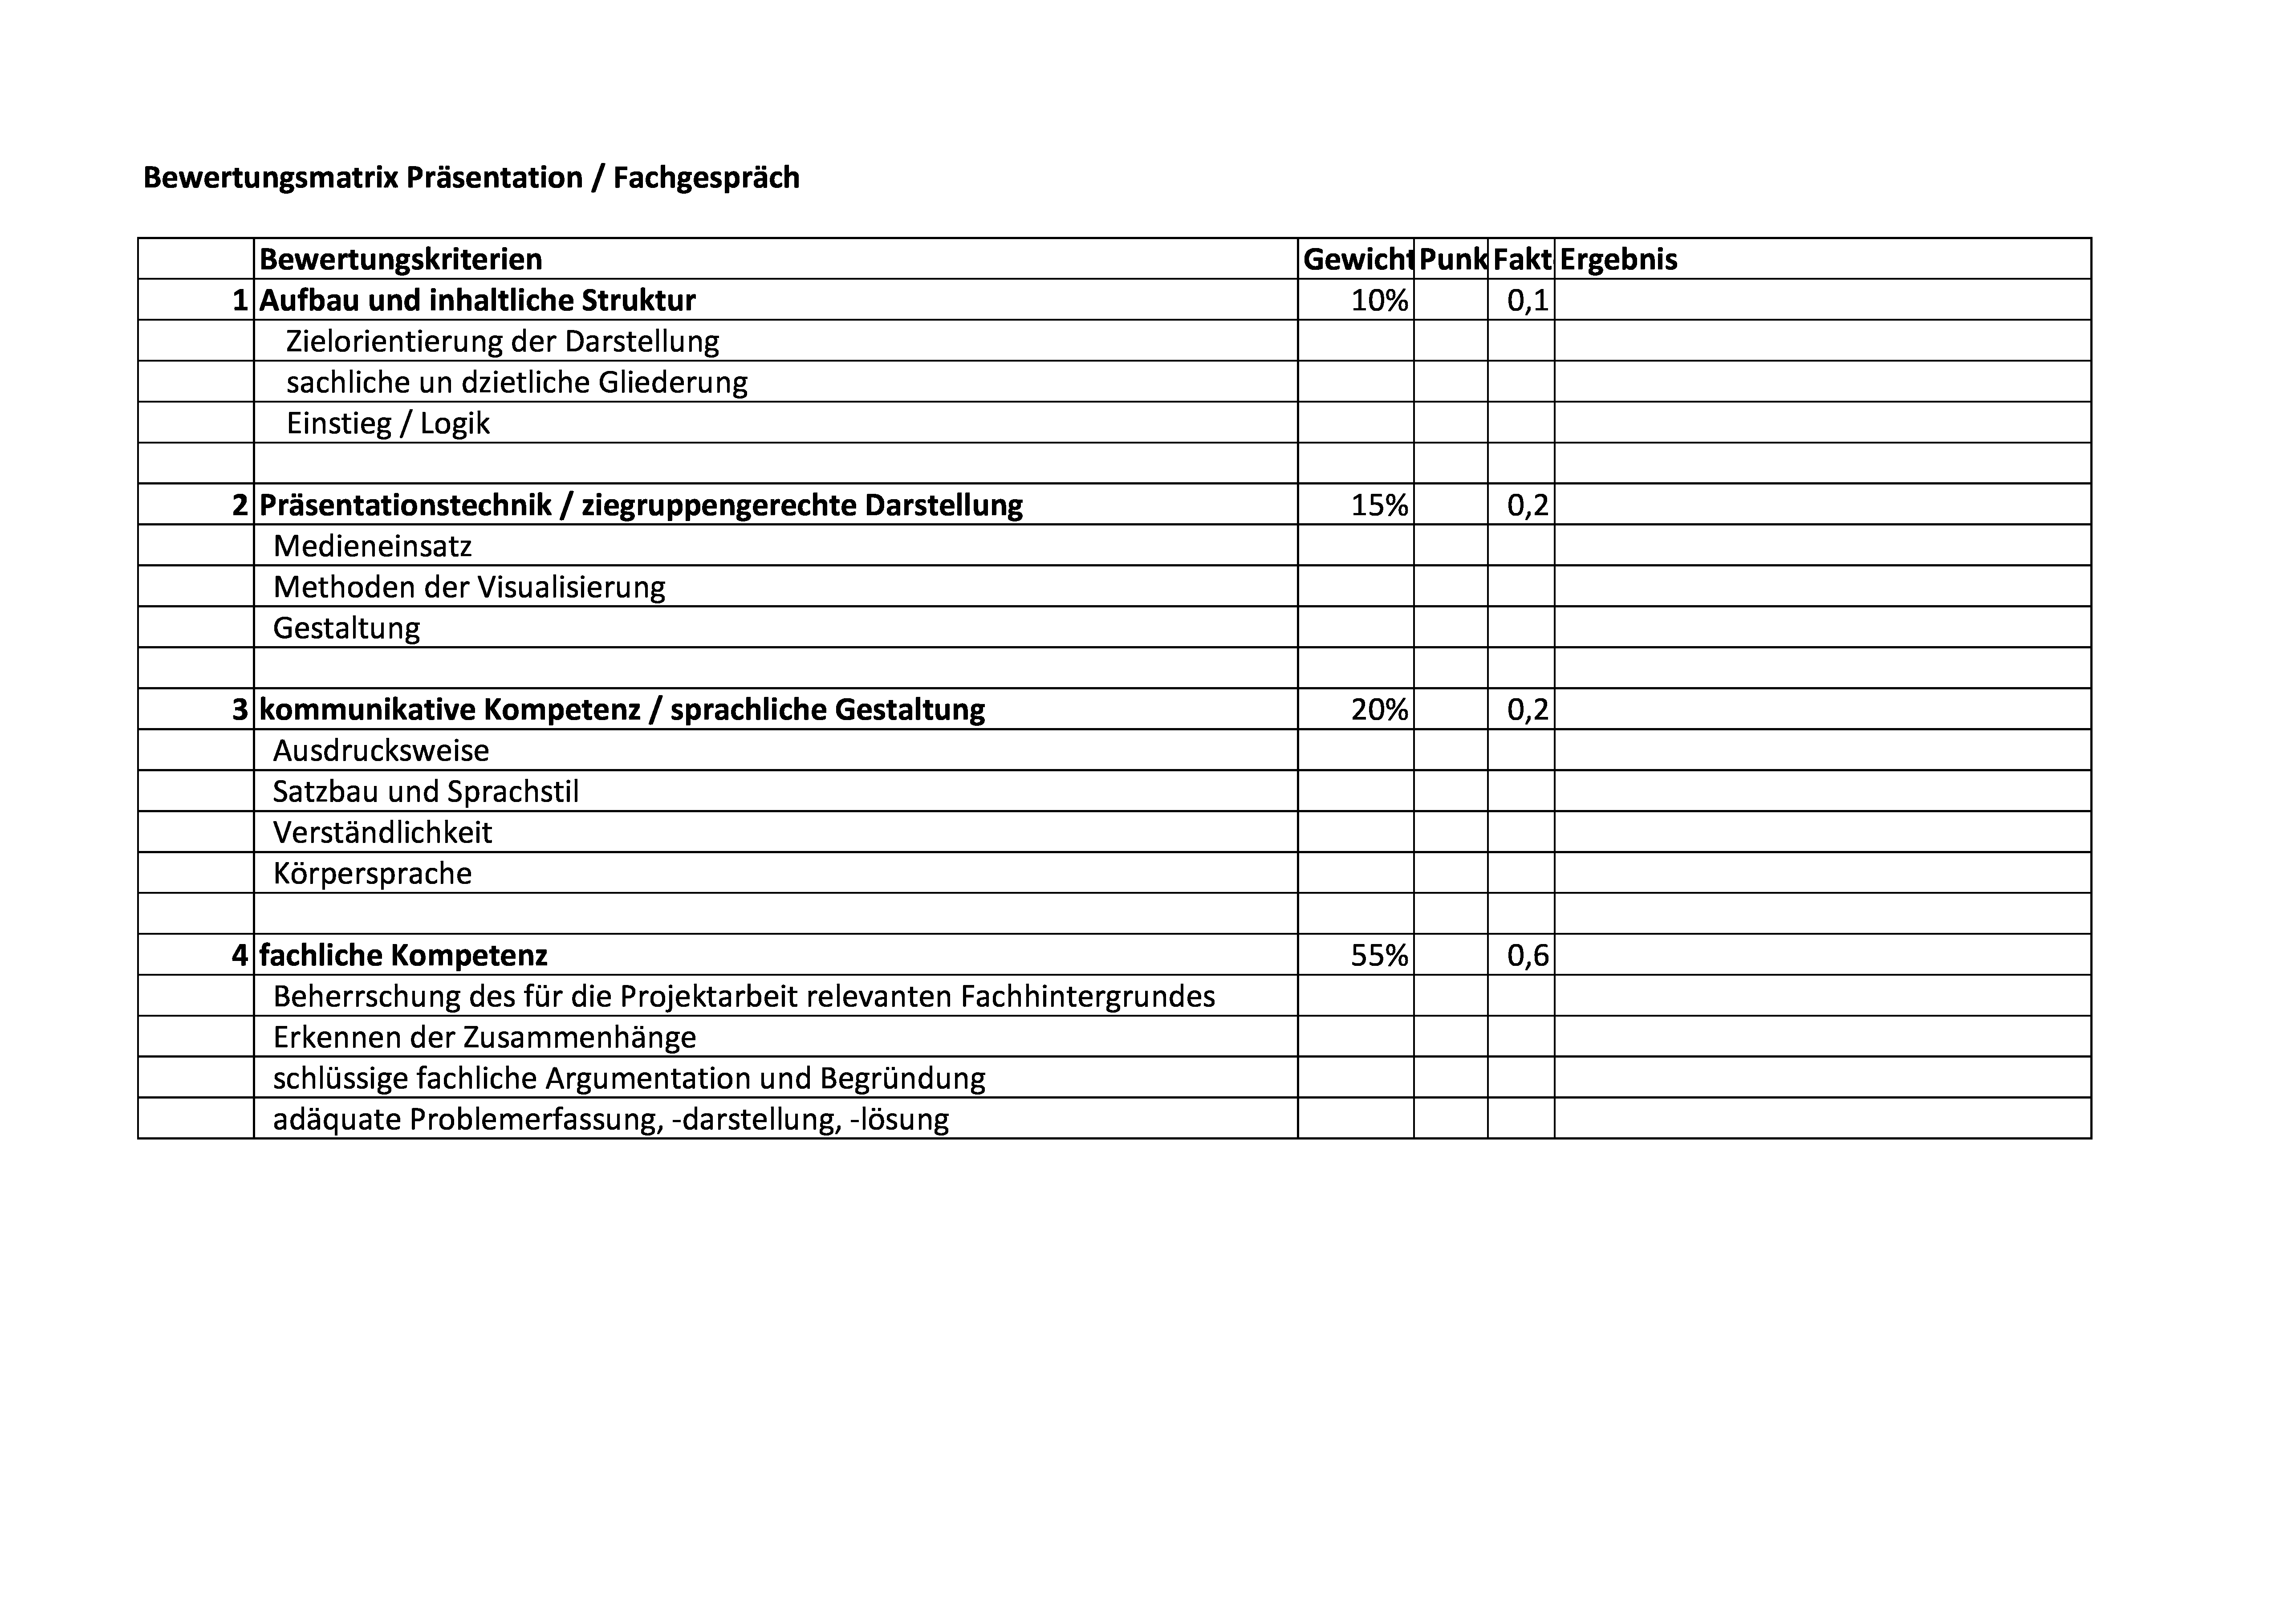 Bewertungsmatrix Präsentation / Fachgespräch
Bewertungskriterien Gewicht Punk Fakt Ergebnis
1 Aufbau und inhaltliche Struktur 10% 0,1
Zielorientierung der Darstellung
sachliche un dzietliche Gliederung
Einstieg / Logik
2 Präsentationstechnik / ziegruppengerechte Darstellung 15% 0,2
Medieneinsatz
Methoden der Visualisierung
Gestaltung
3 kommunikative Kompetenz / sprachliche Gestaltung 20% 0,2
Ausdrucksweise
Satzbau und Sprachstil
Verständlichkeit
Körpersprache
4 fachliche Kompetenz 55% 0,6
Beherrschung des für die Projektarbeit relevanten Fachhintergrundes
Erkennen der Zusammenhänge
schlüssige fachliche Argumentation und Begründung
adäquate Problemerfassung, -darstellung, -lösung